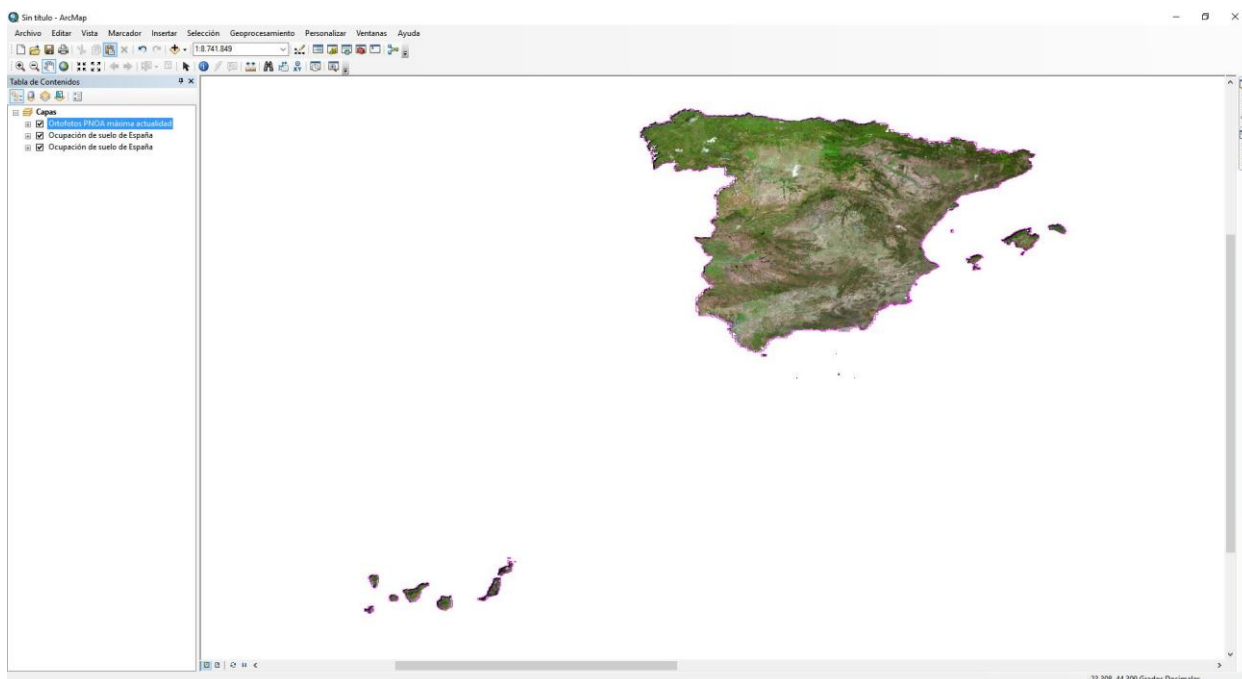 Sin título - ArcMap
Archivo Editar Vista Marcador Insertar Selección Geoprocesamiento Personalizar Ventanas Ayuda
1:8.741.849
Tabla de Contenidos
Capas
Ortofotos PNOA máxima actualidad
Ocupación de suelo de España
Ocupación de suelo de España
Grados Decimales